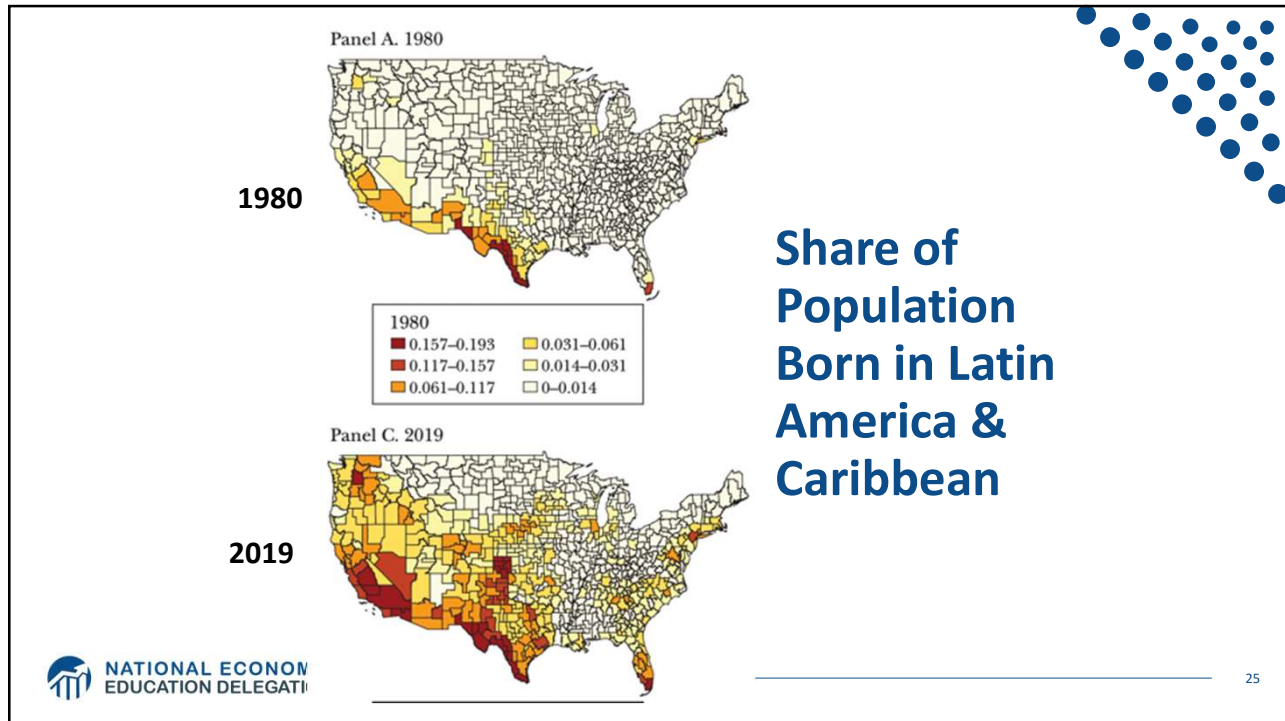 Panel A. 1980
1980
1980
0.157–0.193 0.031–0.061
0.117–0.157 0.014–0.031
0.061–0.117 0–0.014
Panel C. 2019
2019
Share of
Population
Born in Latin
America &
Caribbean
NATIONAL ECONOM
EDUCATION DELEGATI
25